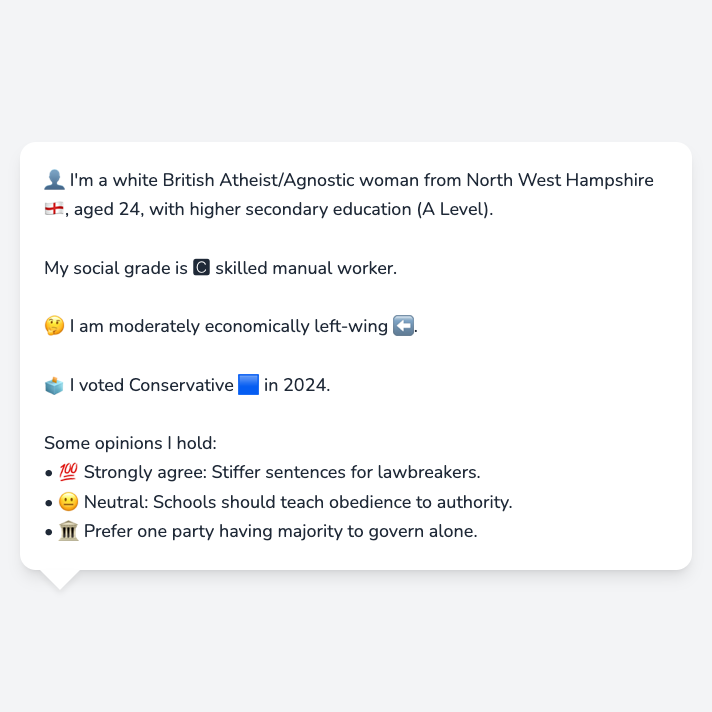 👤 I'm a white British Atheist/Agnostic woman from North West Hampshire
🏴󠁧󠁢󠁥󠁮󠁧󠁿, aged 24, with higher secondary education (A Level).
My social grade is 🅲 skilled manual worker.
🤔 I am moderately economically left-wing ⬅️.
🗳️ I voted Conservative 🟦 in 2024.
Some opinions I hold:
• 💯 Strongly agree: Stiffer sentences for lawbreakers.
• 😐 Neutral: Schools should teach obedience to authority.
• 🏛️ Prefer one party having majority to govern alone.